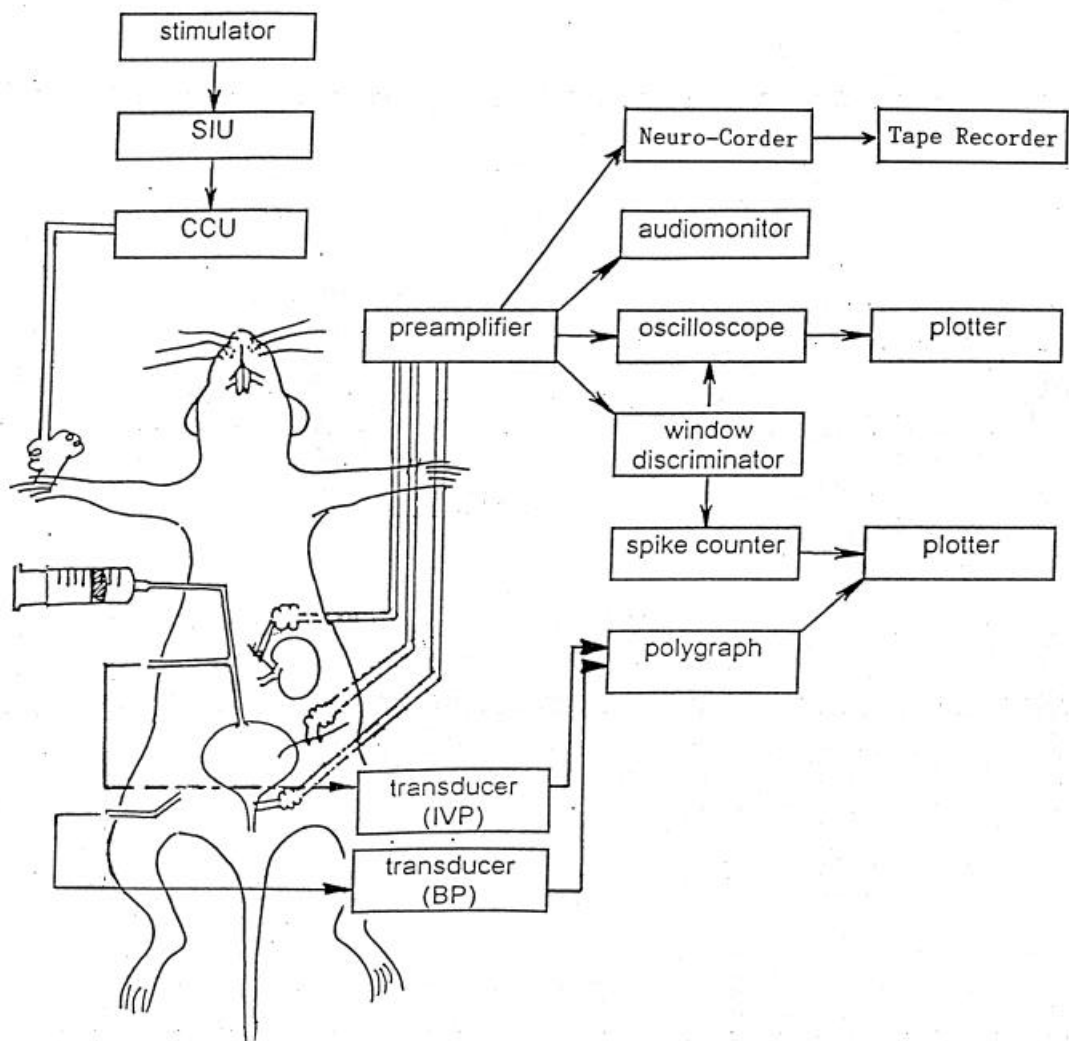 stimulator
SIU
CCU
Neuro-Corder
Tape Recorder
audiomonitor
preamplifier
oscilloscope
plotter
window
discriminator
spike counter
plotter
polygraph
transducer
(IVP)
transducer
(BP)